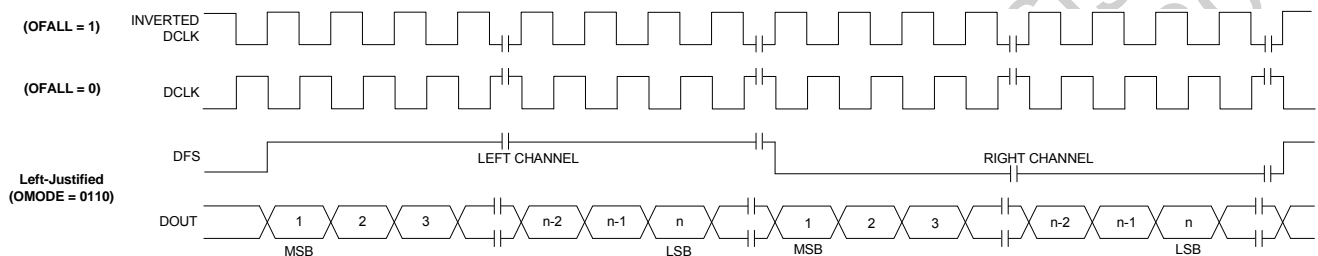 (OFALL = 1)
INVERTED
DCLK
(OFALL = 0)
DCLK
DFS
LEFT CHANNEL
RIGHT CHANNEL
Left-Justified
(OMODE = 0110)
DOUT
1 2 3 n-2 n-1 n 1 2 3 n-2 n-1 n
MSB LSB MSB LSB